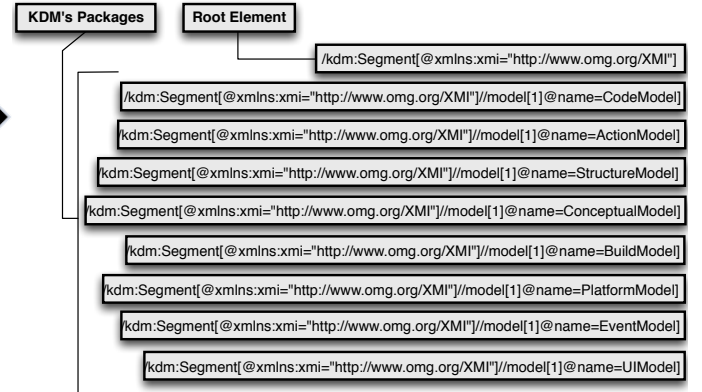 KDM's Packages Root Element
/kdm:Segment[@xmlns:xmi="http://www.omg.org/XMI"]
/kdm:Segment[@xmlns:xmi="http://www.omg.org/XMI"]//model[1]@name=CodeModel]
/kdm:Segment[@xmlns:xmi="http://www.omg.org/XMI"]//model[1]@name=ActionModel]
/kdm:Segment[@xmlns:xmi="http://www.omg.org/XMI"]//model[1]@name=StructureModel]
/kdm:Segment[@xmlns:xmi="http://www.omg.org/XMI"]//model[1]@name=ConceptualModel]
/kdm:Segment[@xmlns:xmi="http://www.omg.org/XMI"]//model[1]@name=BuildModel]
/kdm:Segment[@xmlns:xmi="http://www.omg.org/XMI"]//model[1]@name=PlatformModel]
/kdm:Segment[@xmlns:xmi="http://www.omg.org/XMI"]//model[1]@name=EventModel]
/kdm:Segment[@xmlns:xmi="http://www.omg.org/XMI"]//model[1]@name=UIModel]